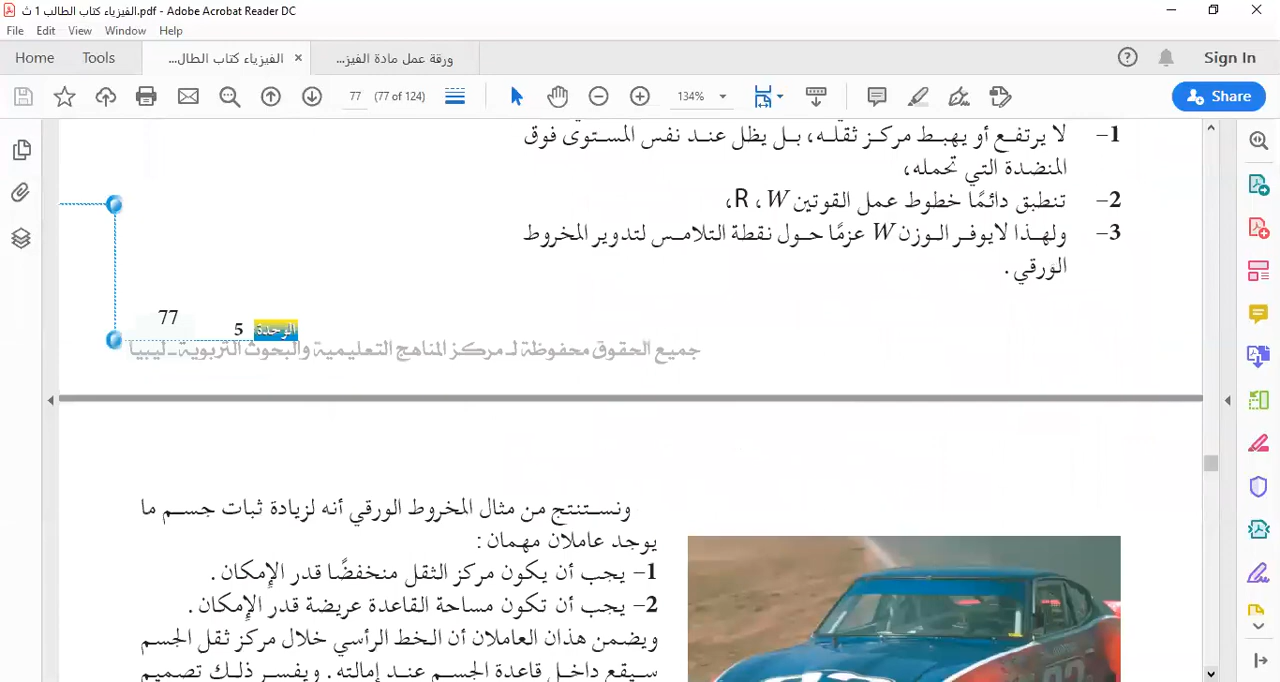 الفيزياء كتاب الطالب 1 ث.pdf - Adobe Acrobat Reader DC
File Edit View Window Help
Home Tools الفيزياء كتاب الطال... × ورقة عمل مادة الفيز... Sign In
77 (77 of 124) 134% Share
1- لا يرتفع أو يهبط مركز ثقله، بل يظل عند نفس المستوى فوق
المنضدة التي تحمله،
2- تنطبق دائمًا خطوط عمل القوتين R ، W،
3- ولهذا لايوفر الوزن W عزمًا حول نقطة التلامس لتدوير المخروط
الورقي .
77
الوحدة 5
جميع الحقوق محفوظة لـ مركز المناهج التعليمية والبحوث التربوية - ليبيا
ونستنتج من مثال المخروط الورقي أنه لزيادة ثبات جسم ما
يوجد عاملان مهمان :
1- يجب أن يكون مركز الثقل منخفضًا قدر الإمكان .
2- يجب أن تكون مساحة القاعدة عريضة قدر الإمكان .
ويضمن هذان العاملان أن الخط الرأسي خلال مركز ثقل الجسم
سيقع داخل قاعدة الجسم عند إمالته . ويفسر ذلك تصميم